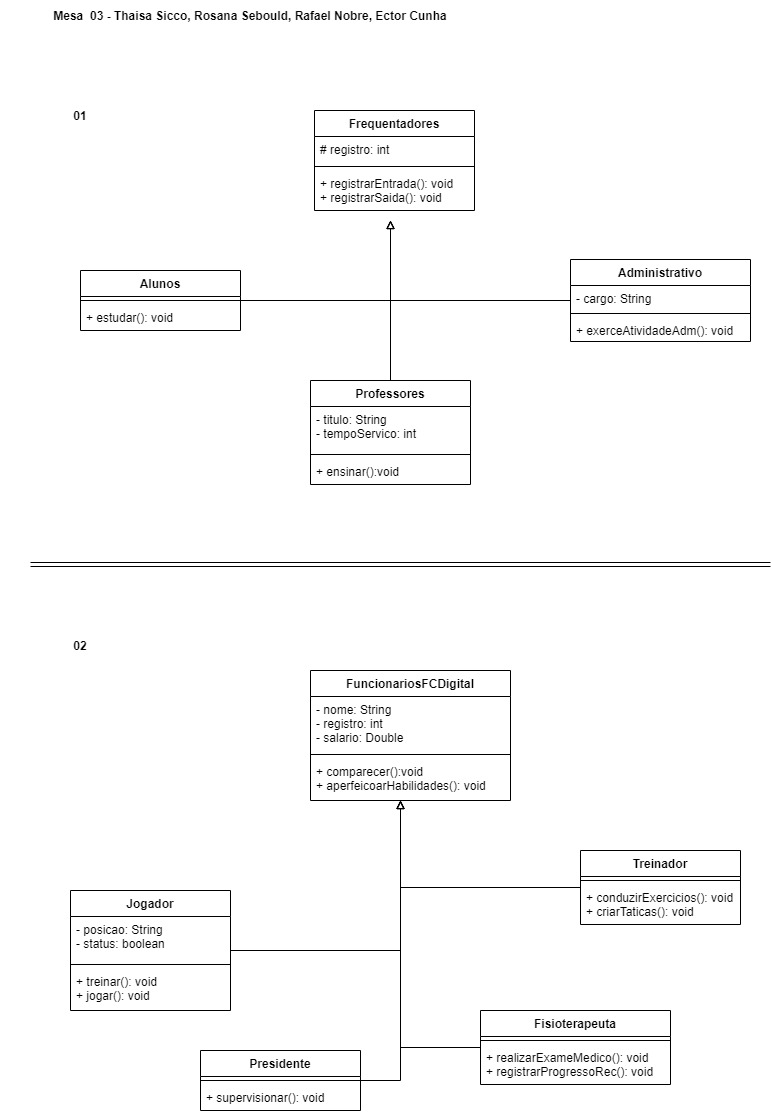 Mesa  03 - Thaisa Sicco, Rosana Sebould, Rafael Nobre, Ector Cunha
01
Frequentadores
# registro: int
+ registrarEntrada(): void
+ registrarSaida(): void
Alunos
+ estudar(): void
Administrativo
- cargo: String
+ exerceAtividadeAdm(): void
Professores
- titulo: String
- tempoServico: int
+ ensinar():void
02
FuncionariosFCDigital
- nome: String
- registro: int
- salario: Double
+ comparecer():void
+ aperfeicoarHabilidades(): void
Treinador
+ conduzirExercicios(): void
+ criarTaticas(): void
Jogador
- posicao: String
- status: boolean
+ treinar(): void
+ jogar(): void
Fisioterapeuta
+ realizarExameMedico(): void
+ registrarProgressoRec(): void
Presidente
+ supervisionar(): void